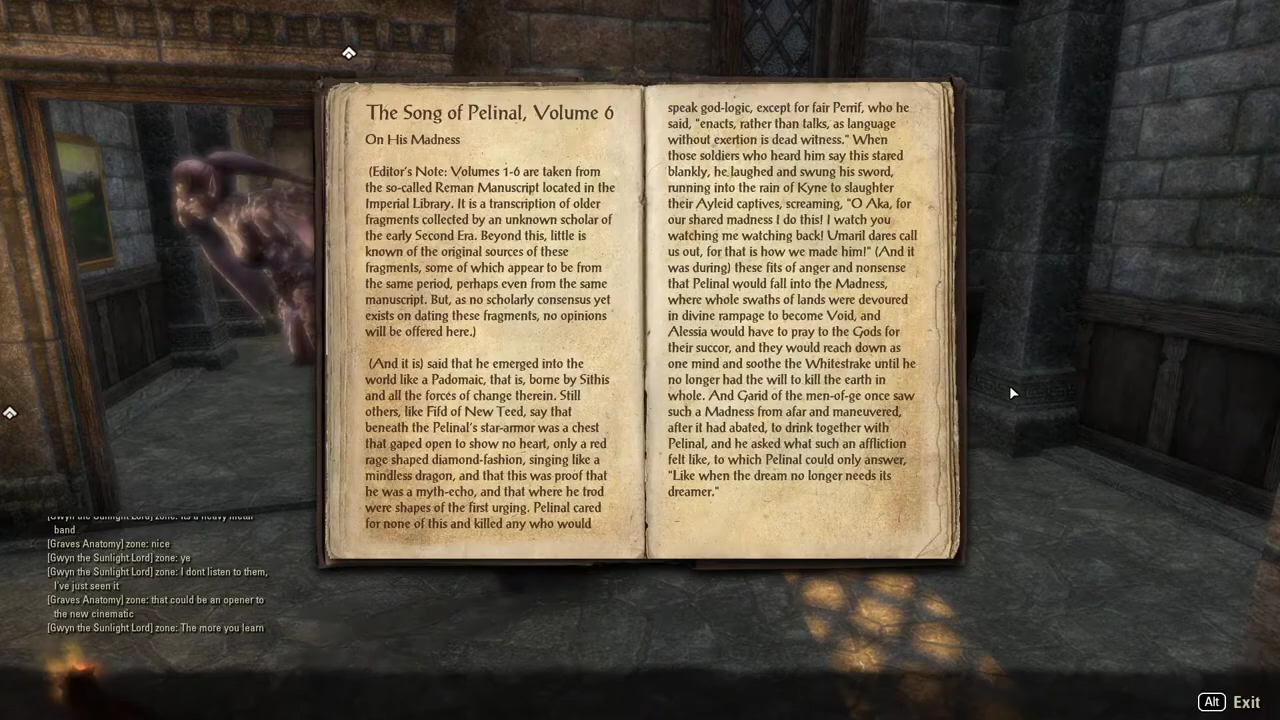 The Song of Pelinal, Volume 6
On His Madness
(Editor's Note: Volumes 1-6 are taken from
the so-called Reman Manuscript located in the
Imperial Library. It is a transcription of older
fragments collected by an unknown scholar of
the early Second Era. Beyond this, little is
known of the original sources of these
fragments, some of which appear to be from
the same period, perhaps even from the same
manuscript. But, as no scholarly consensus yet
exists on dating these fragments, no opinions
will be offered here.)
(And it is) said that he emerged into the
world like a Padomaic, that is, borne by Sithis
and all the forces of change therein. Still
others, like Fifd of New Teed, say that
beneath the Pelinal's star-armor was a chest
that gaped open to show no heart, only a red
rage shaped diamond-fashion, singing like a
mindless dragon, and that this was proof that
he was a myth-echo, and that where he trod
were shapes of the first urging. Pelinal cared
for none of this and killed any who would
speak god-logic, except for fair Perrif, who he
said, "enacts, rather than talks, as language
without exertion is dead witness." When
those soldiers who heard him say this stared
blankly, he laughed and swung his sword,
running into the rain of Kyne to slaughter
their Ayleid captives, screaming, "O Aka, for
our shared madness I do this! I watch you
watching me watching back! Umaril dares call
us out, for that is how we made him!" (And it
was during) these fits of anger and nonsense
that Pelinal would fall into the Madness,
where whole swaths of lands were devoured
in divine rampage to become Void, and
Alessia would have to pray to the Gods for
their succor, and they would reach down as
one mind and soothe the Whitestrake until he
no longer had the will to kill the earth in
whole. And Garid of the men-of-ge once saw
such a Madness from afar and maneuvered,
after it had abated, to drink together with
Pelinal, and he asked what such an affliction
felt like, to which Pelinal could only answer,
"Like when the dream no longer needs its
dreamer."
[Gwyn the Sunlight Lord] zone: its a heavy metal
band
[Graves Anatomy] zone: nice
[Gwyn the Sunlight Lord] zone: ye
[Gwyn the Sunlight Lord] zone: I dont listen to them,
I've just seen it
[Graves Anatomy] zone: that could be an opener to
the new cinematic
[Gwyn the Sunlight Lord] zone: The more you learn
Alt Exit